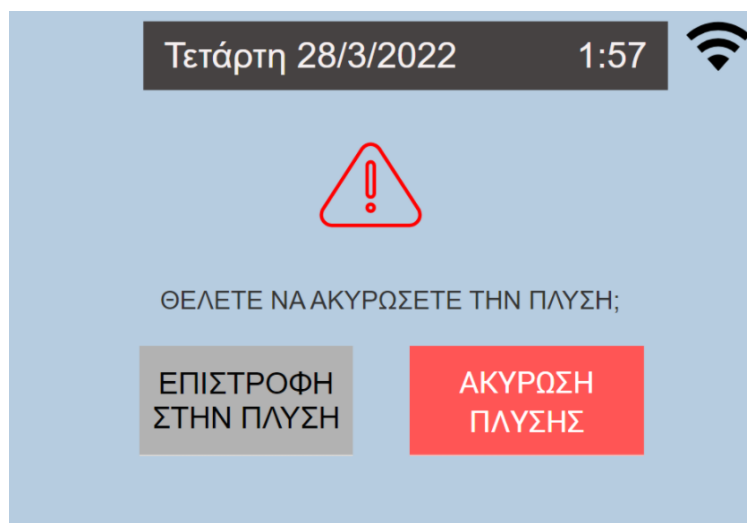 Τετάρτη 28/3/2022 1:57
ΘΕΛΕΤΕ ΝΑ ΑΚΥΡΩΣΕΤΕ ΤΗΝ ΠΛΥΣΗ;
ΕΠΙΣΤΡΟΦΗ
ΣΤΗΝ ΠΛΥΣΗ
ΑΚΥΡΩΣΗ
ΠΛΥΣΗΣ